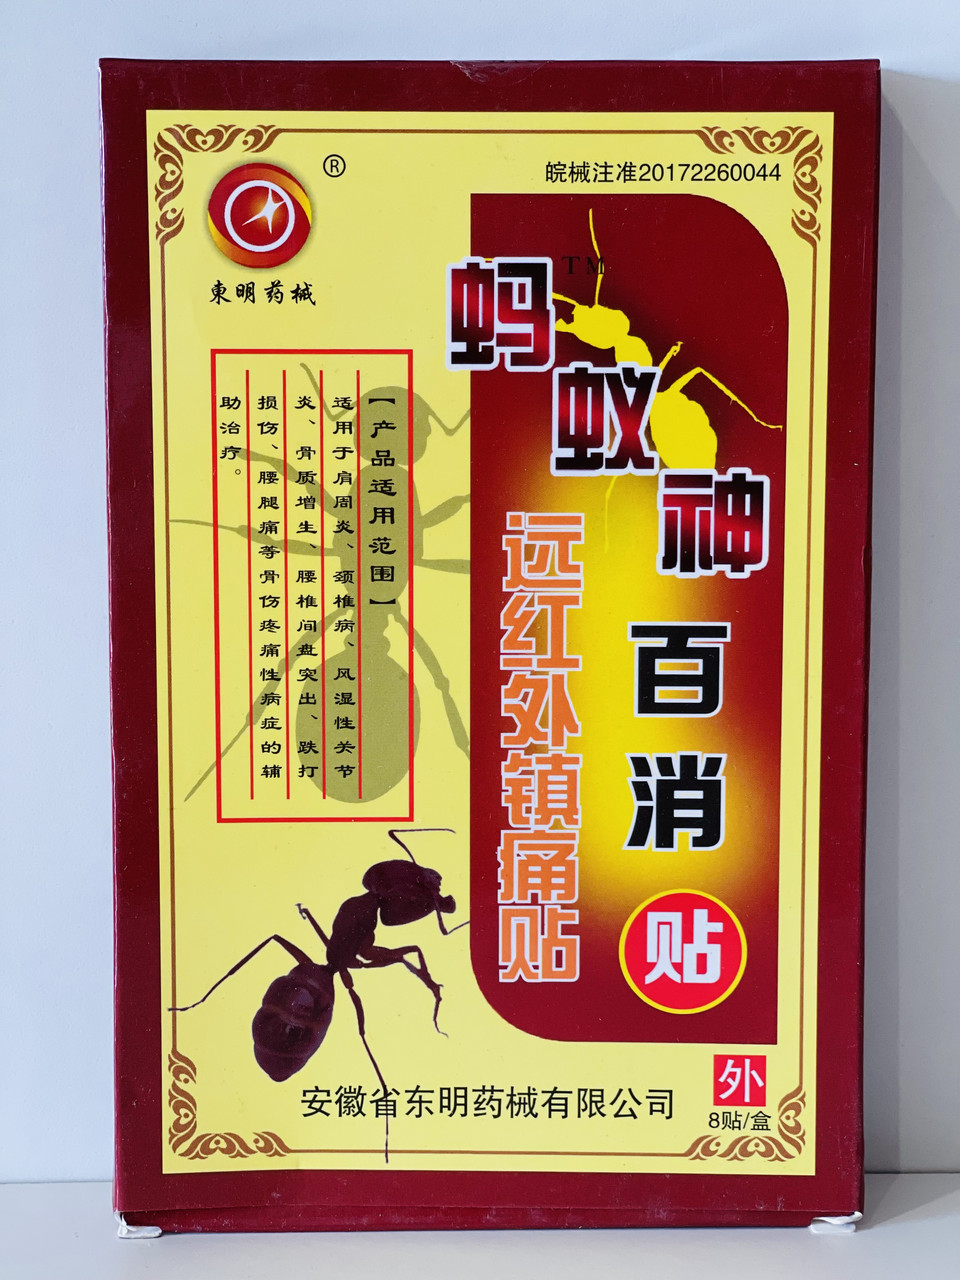 ®
東明药械
皖械注准20172260044
TM
蚂蚁神
百消
贴
远红外镇痛贴
【产品适用范围】
适用于肩周炎、颈椎病、风湿性关节
炎、骨质增生、腰椎间盘突出、跌打
损伤、腰腿痛等骨伤疼痛性病症的辅
助治疗。
安徽省东明药械有限公司
外
8贴/盒